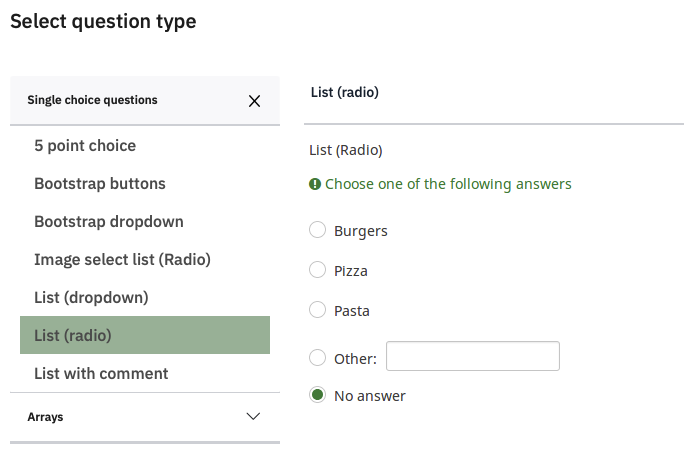 Select question type
Single choice questions
5 point choice
Bootstrap buttons
Bootstrap dropdown
Image select list (Radio)
List (dropdown)
List (radio)
List with comment
Arrays
List (radio)
List (Radio)
Choose one of the following answers
Burgers
Pizza
Pasta
Other:
No answer